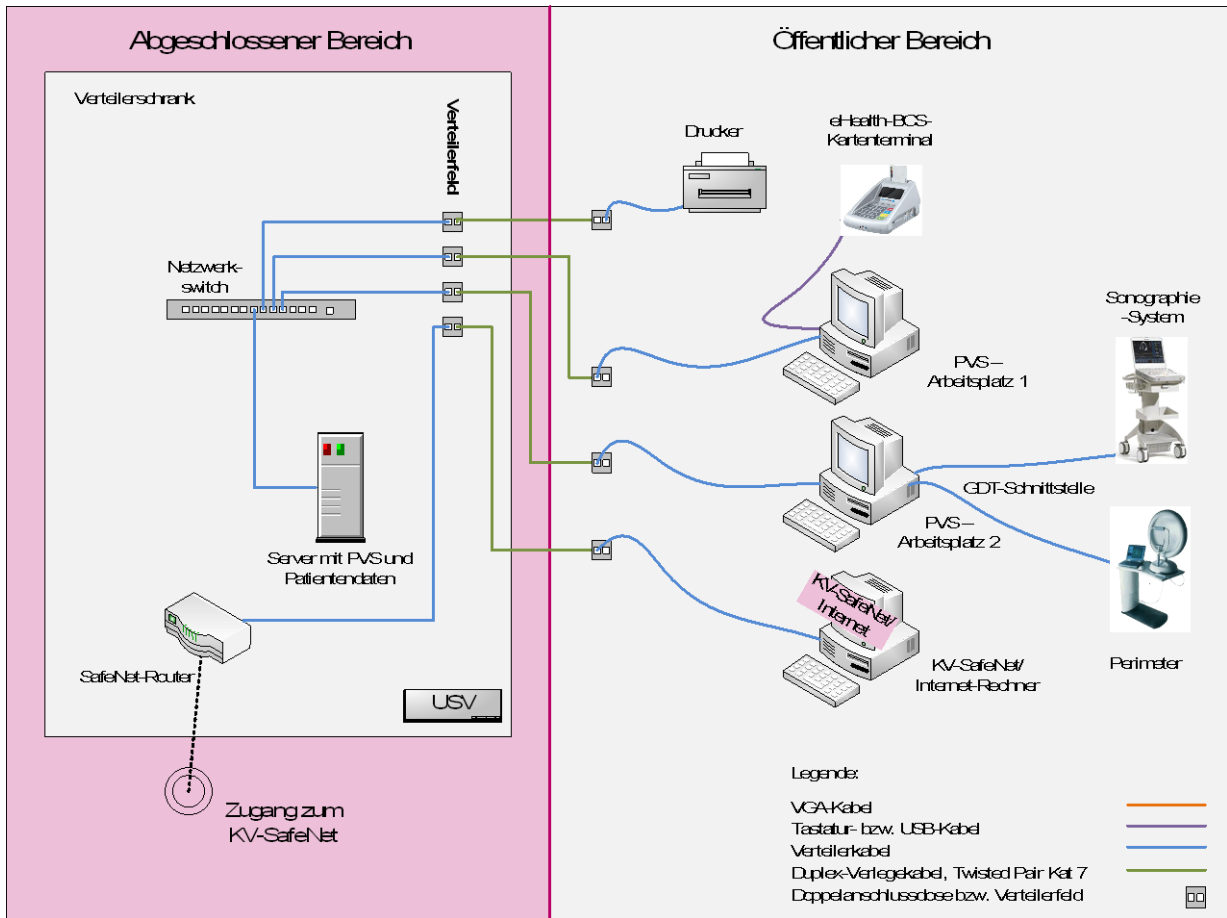 Abgeschlossener Bereich
Öffentlicher Bereich
Verteilerschrank
Verteilerfeld
Drucker
eHealth-BCS-
Kartenterminal
Netzwerk-
switch
Sonographie
-System
PVS –
Arbeitsplatz 1
GDT-Schnittstelle
PVS –
Arbeitsplatz 2
Server mit PVS und
Patientendaten
KV-SafeNet/
Internet
SafeNet-Router
USV
KV-SafeNet/
Internet-Rechner
Perimeter
Zugang zum
KV-SafeNet
Legende:
VGA-Kabel
Tastatur- bzw. USB-Kabel
Verteilerkabel
Duplex-Verlegekabel, Twisted Pair Kat 7
Doppelanschlussdose bzw. Verteilerfeld